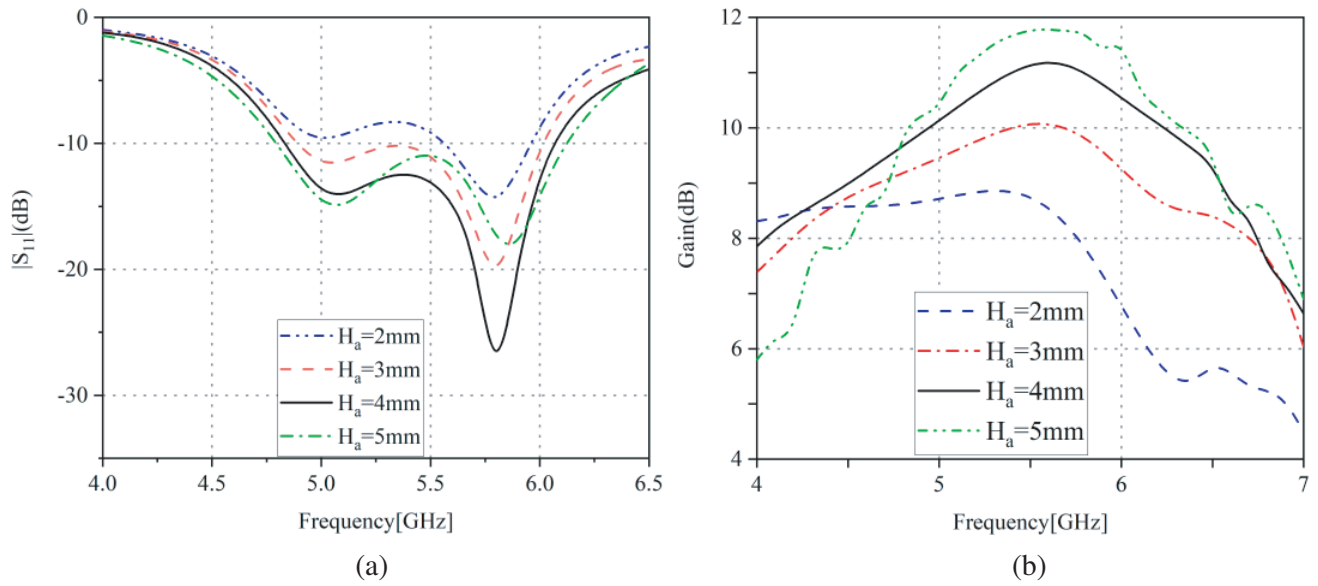 0
-10
-20
-30
|S₁₁|(dB)
Hₐ=2mm
Hₐ=3mm
Hₐ=4mm
Hₐ=5mm
4.0 4.5 5.0 5.5 6.0 6.5
Frequency[GHz]
(a)
12
10
8
6
4
Gain(dB)
Hₐ=2mm
Hₐ=3mm
Hₐ=4mm
Hₐ=5mm
4 5 6 7
Frequency[GHz]
(b)